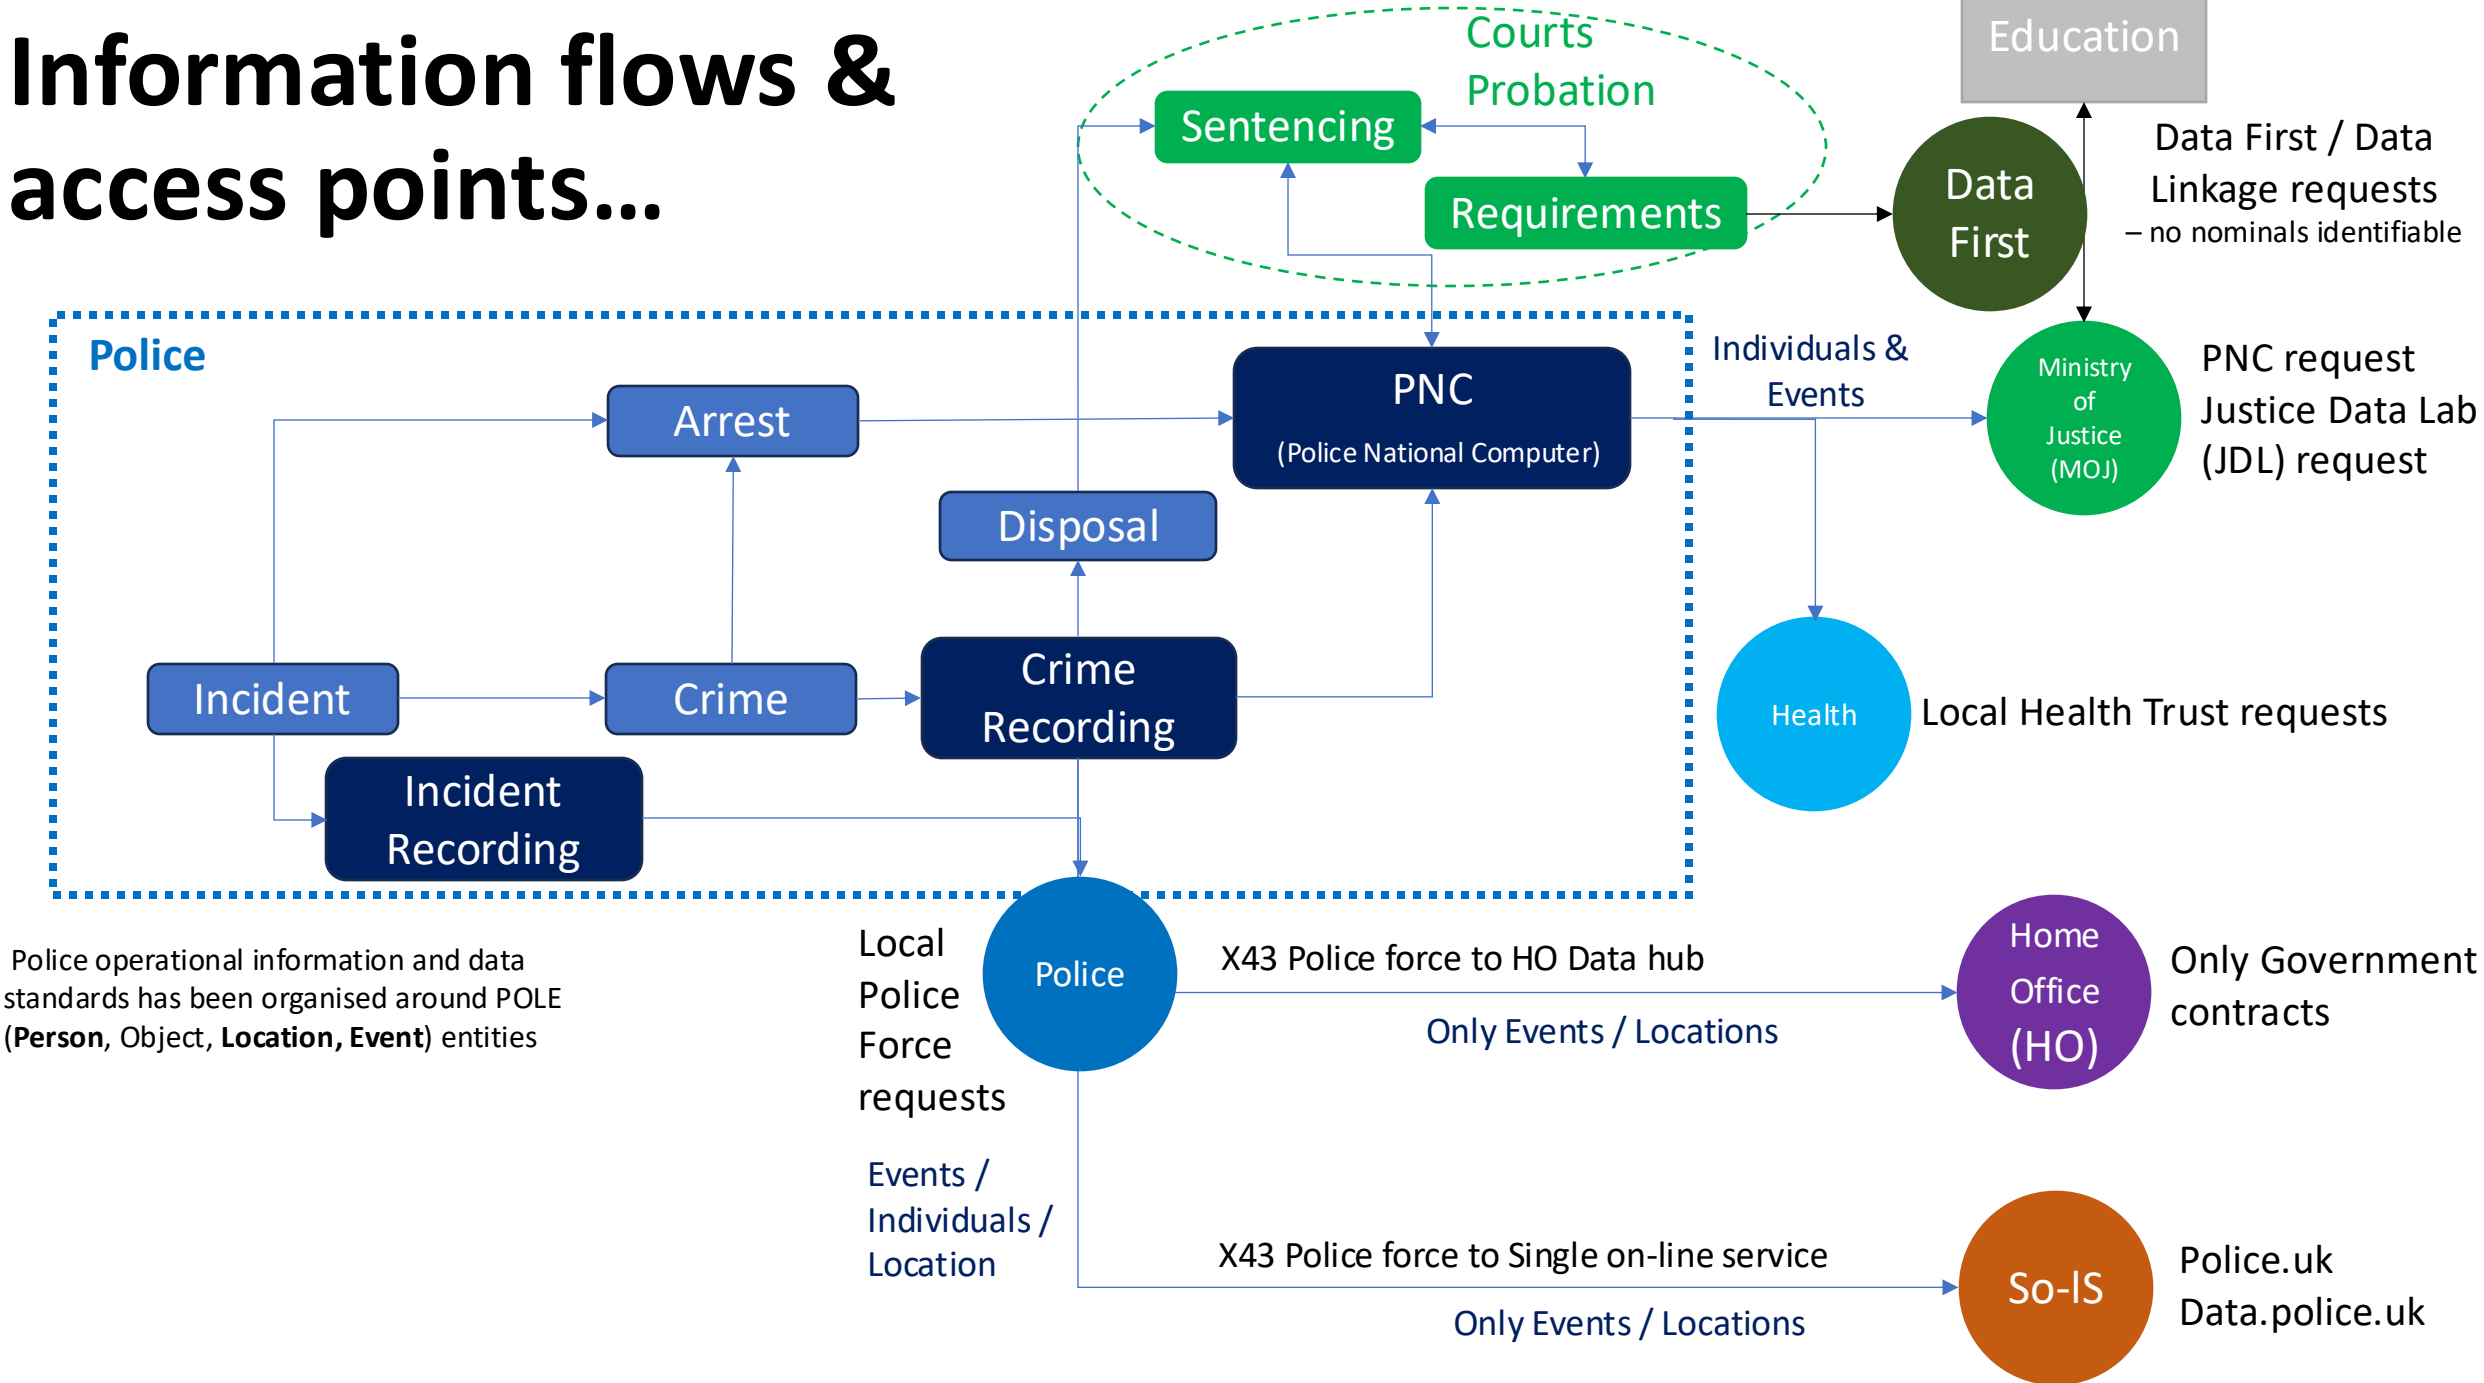 Information flows &
access points...
Courts
Probation
Sentencing
Requirements
Education
Data
First
Data First / Data
Linkage requests
– no nominals identifiable
Police
Arrest
PNC
(Police National Computer)
Individuals &
Events
Ministry
of
Justice
(MOJ)
PNC request
Justice Data Lab
(JDL) request
Disposal
Incident
Crime
Crime
Recording
Incident
Recording
Health
Local Health Trust requests
Police operational information and data
standards has been organised around POLE
(Person, Object, Location, Event) entities
Local
Police
Force
requests
Police
X43 Police force to HO Data hub
Only Events / Locations
Home
Office
(HO)
Only Government
contracts
Events /
Individuals /
Location
X43 Police force to Single on-line service
Only Events / Locations
So-IS
Police.uk
Data.police.uk